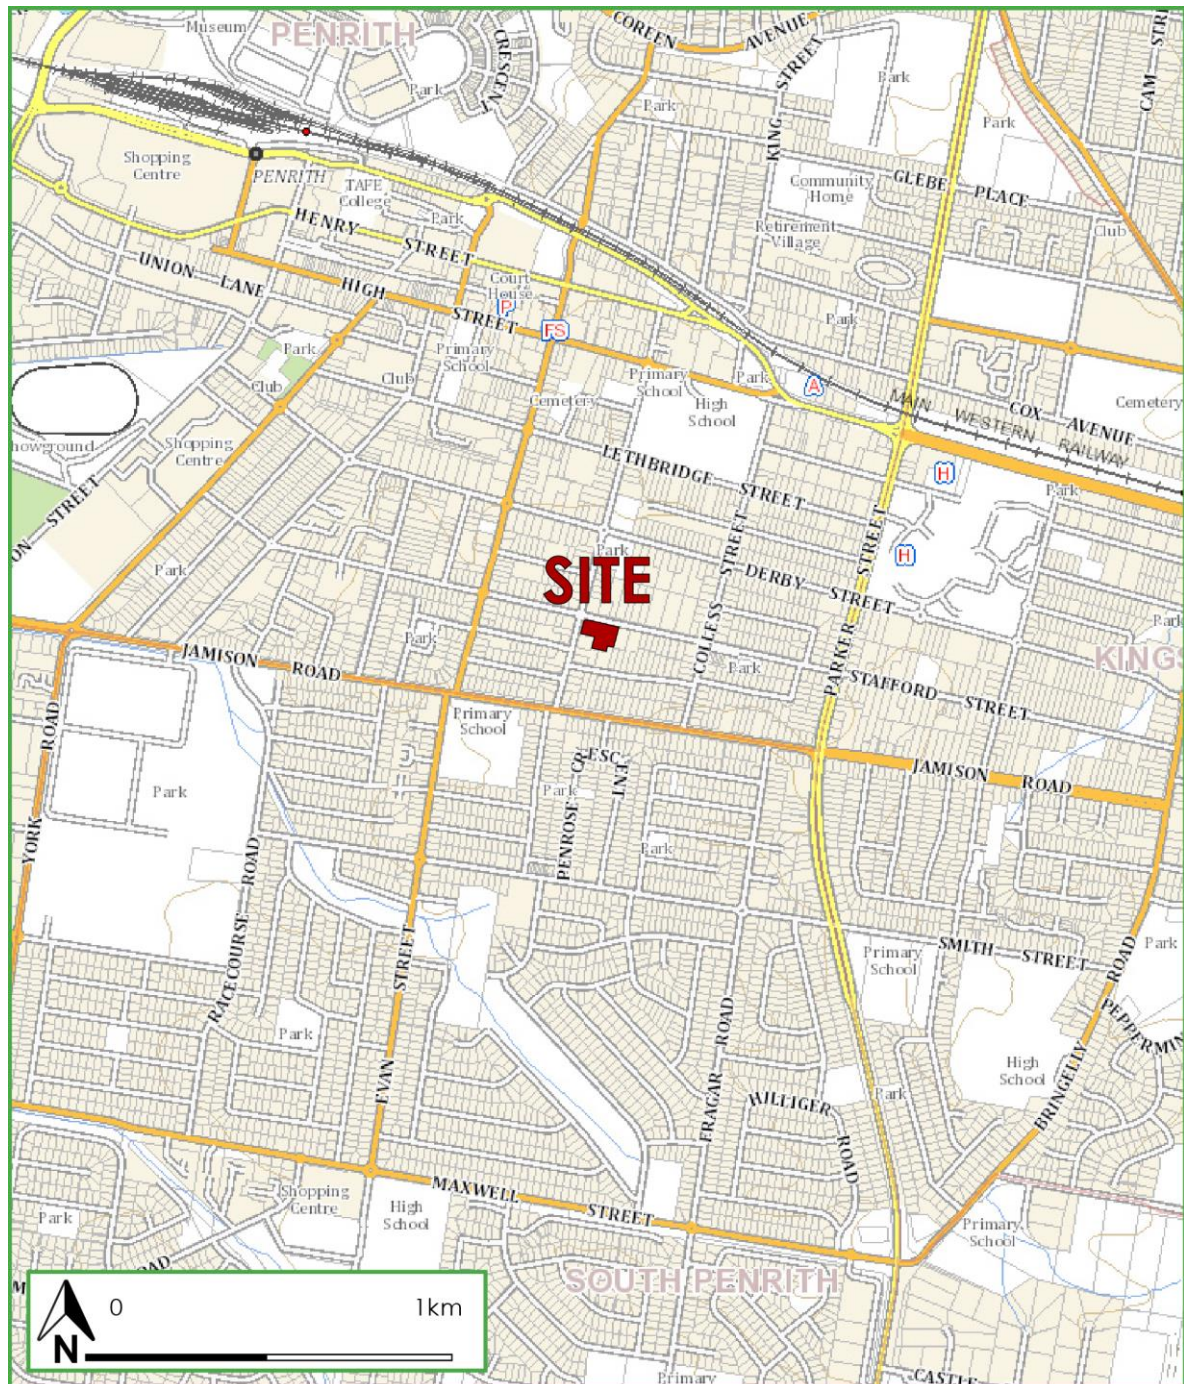 Museum
PENRITH
CRESCENT
COREEN
AVENUE
KING STREET
Park
Park
Park
Park
CAM
Shopping
Centre
PENRITH
TAFE
College
Park
Community
Home
GLEBE PLACE
Retirement
Village
Club
HENRY STREET
UNION LANE
HIGH STREET
Court
House
P
FS
Park
Park
Club
Club
Primary
School
Cemetery
Primary
School
High
School
Park
A
MAIN WESTERN RAILWAY
COX AVENUE
Cemetery
Shopping
Centre
LETHBRIDGE STREET
H
Park
H
STREET
Park
Park
SITE
DERBY STREET
COLLESS STREET
PARKER STREET
Park
Park
Park
STAFFORD STREET
JAMISON ROAD
Primary
School
PENROSE CRESCENT
Park
JAMISON ROAD
YORK ROAD
Park
Park
RACECOURSE ROAD
EVAN STREET
Primary
School
SMITH STREET
Park
BRINGELLY ROAD
Park
FRAGAR ROAD
HILLIGER ROAD
Park
High
School
MAXWELL STREET
Shopping
Centre
High
School
Park
Primary
School
SOUTH PENRITH
0
1km
N
Primary